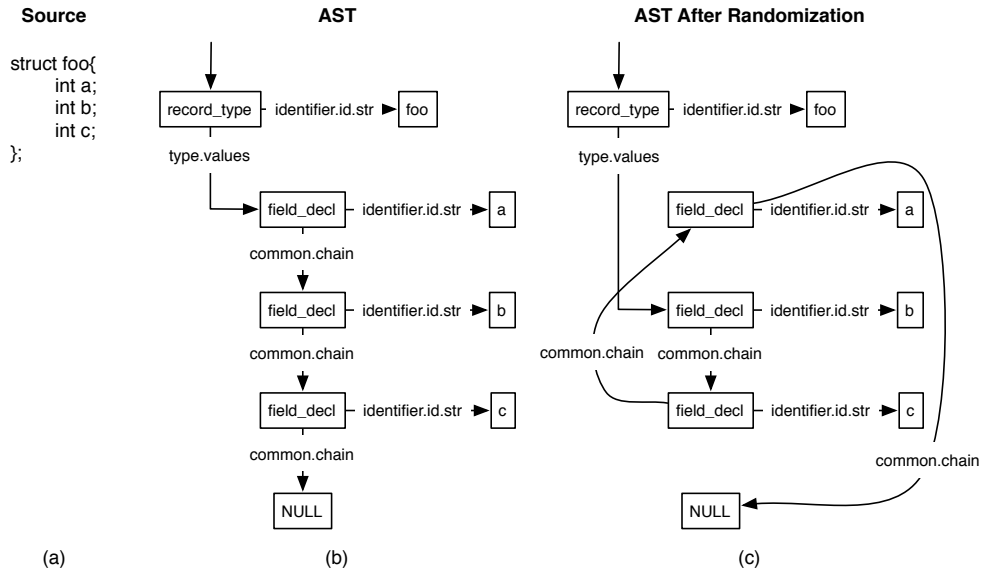 Source
AST
AST After Randomization
struct foo{
int a;
int b;
int c;
};
record_type
identifier.id.str
foo
type.values
field_decl
identifier.id.str
a
common.chain
field_decl
identifier.id.str
b
common.chain
field_decl
identifier.id.str
c
common.chain
NULL
record_type
identifier.id.str
foo
type.values
field_decl
identifier.id.str
a
field_decl
identifier.id.str
b
common.chain
common.chain
field_decl
identifier.id.str
c
common.chain
NULL
(a)
(b)
(c)